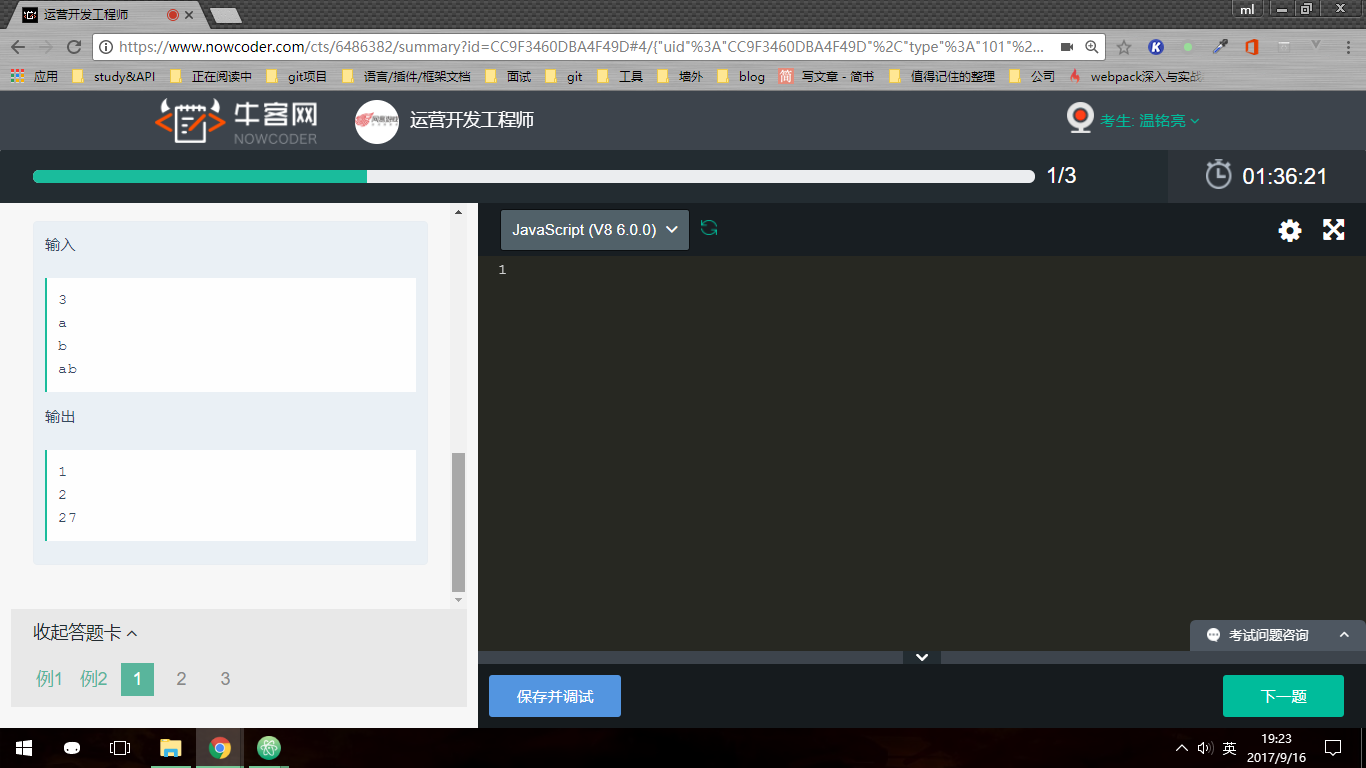 运营开发工程师
ml
https://www.nowcoder.com/cts/6486382/summary?id=CC9F3460DBA4F49D#4/{"uid"%3A"CC9F3460DBA4F49D"%2C"type"%3A"101"%2...
应用 study&API 正在阅读中 git项目 语言/插件/框架文档 面试 git 工具 墙外 blog 简 写文章 - 简书 值得记住的整理 公司 webpack深入与实战
牛客网
NOWCODER
运营开发工程师
考生: 温铭亮
1/3
01:36:21
输入
3
a
b
ab
输出
1
2
27
收起答题卡
例1 例2 1 2 3
JavaScript (V8 6.0.0)
1
考试问题咨询
保存并调试
下一题
英
19:23
2017/9/16